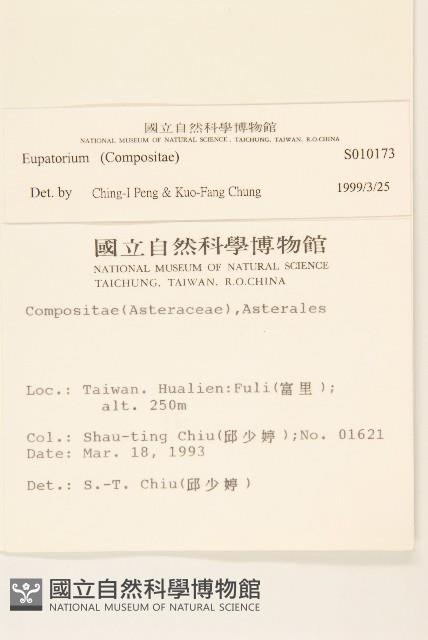 國立自然科學博物館
NATIONAL MUSEUM OF NATURAL SCIENCE, TAICHUNG, TAIWAN, R.O.CHINA
Eupatorium (Compositae) S010173
Det. by Ching-I Peng & Kuo-Fang Chung 1999/3/25
國立自然科學博物館
NATIONAL MUSEUM OF NATURAL SCIENCE
TAICHUNG, TAIWAN, R.O.CHINA
Compositae(Asteraceae),Asterales
Loc.: Taiwan. Hualien:Fuli(富里);
alt. 250m
Col.: Shau-ting Chiu(邱少婷);No. 01621
Date: Mar. 18, 1993
Det.: S.-T. Chiu(邱少婷)
國立自然科學博物館
NATIONAL MUSEUM OF NATURAL SCIENCE